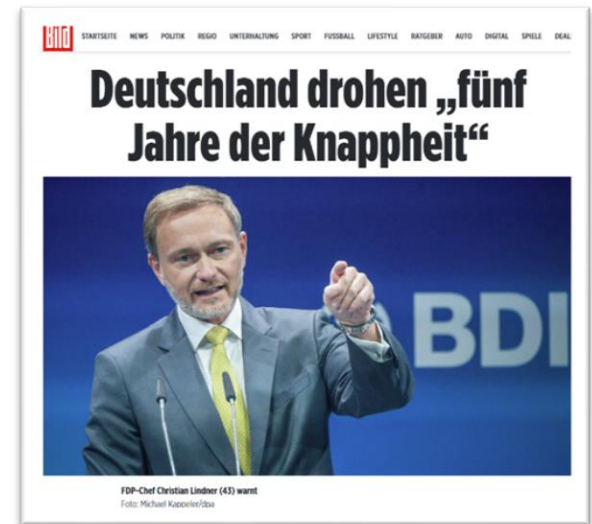 Bild STARTSEITE NEWS POLITIK REGIO UNTERHALTUNG SPORT FUSSBALL LIFESTYLE RATGEBER AUTO DIGITAL SPIELE DEAL
Deutschland drohen „fünf
Jahre der Knappheit“
BDI
FDP-Chef Christian Lindner (43) warnt
Foto: Michael Kappeler/dpa